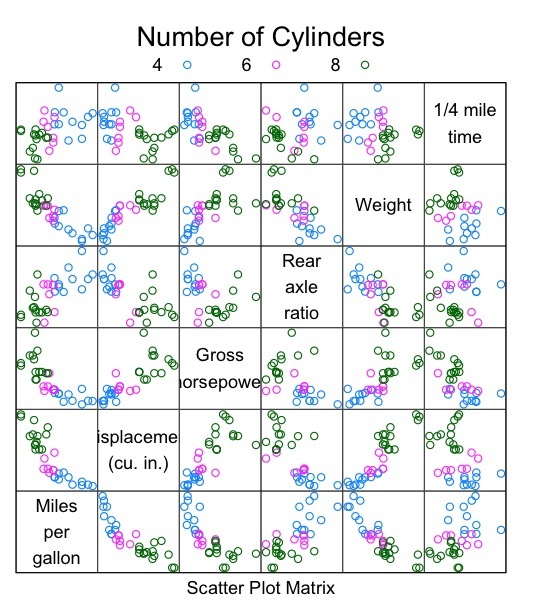 Number of Cylinders
4 6 8
1/4 mile
time
Weight
Rear
axle
ratio
Gross
horsepowe
isplaceme
(cu. in.)
Miles
per
gallon
Scatter Plot Matrix